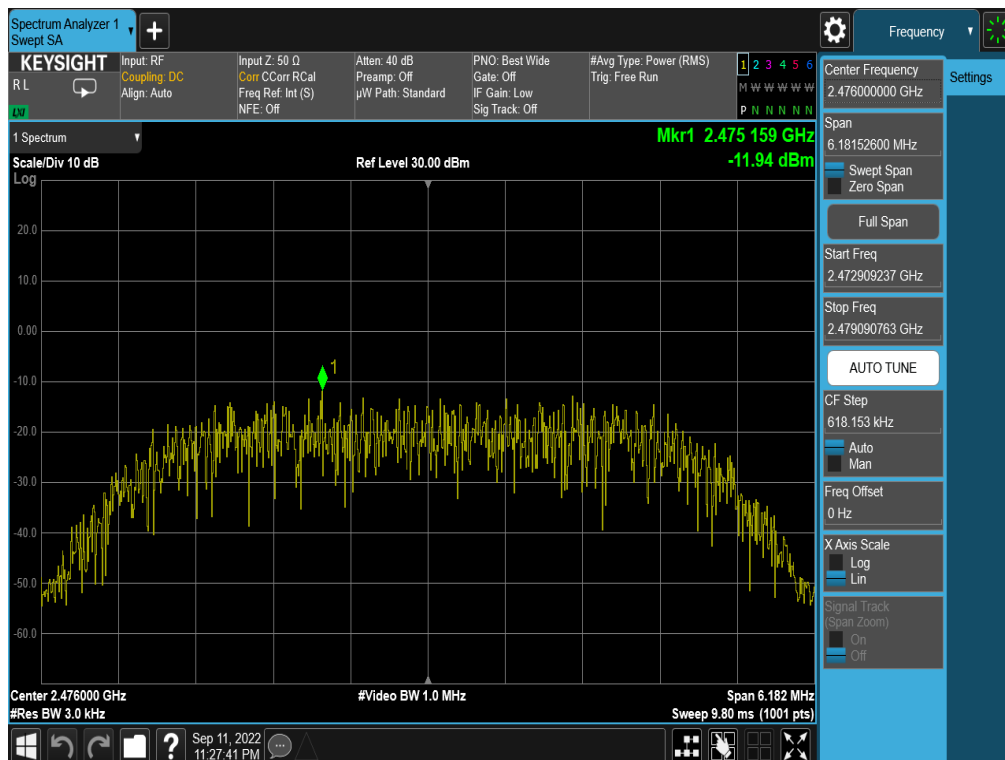 Spectrum Analyzer 1
Swept SA
+
Frequency
KEYSIGHT
R L
LXI
Input: RF
Coupling: DC
Align: Auto
Input Z: 50 Ω
Corr CCorr RCal
Freq Ref: Int (S)
NFE: Off
Atten: 40 dB
Preamp: Off
µW Path: Standard
PNO: Best Wide
Gate: Off
IF Gain: Low
Sig Track: Off
#Avg Type: Power (RMS)
Trig: Free Run
1 2 3 4 5 6
M W W W W W
P N N N N N
1 Spectrum
Scale/Div 10 dB
Log
Ref Level 30.00 dBm
Mkr1 2.475 159 GHz
-11.94 dBm
20.0
10.0
0.00
-10.0
-20.0
-30.0
-40.0
-50.0
-60.0
1
Center 2.476000 GHz
#Res BW 3.0 kHz
#Video BW 1.0 MHz
Span 6.182 MHz
Sweep 9.80 ms (1001 pts)
Center Frequency
2.476000000 GHz
Settings
Span
6.18152600 MHz
Swept Span
Zero Span
Full Span
Start Freq
2.472909237 GHz
Stop Freq
2.479090763 GHz
AUTO TUNE
CF Step
618.153 kHz
Auto
Man
Freq Offset
0 Hz
X Axis Scale
Log
Lin
Signal Track
(Span Zoom)
On
Off
?
Sep 11, 2022
11:27:41 PM